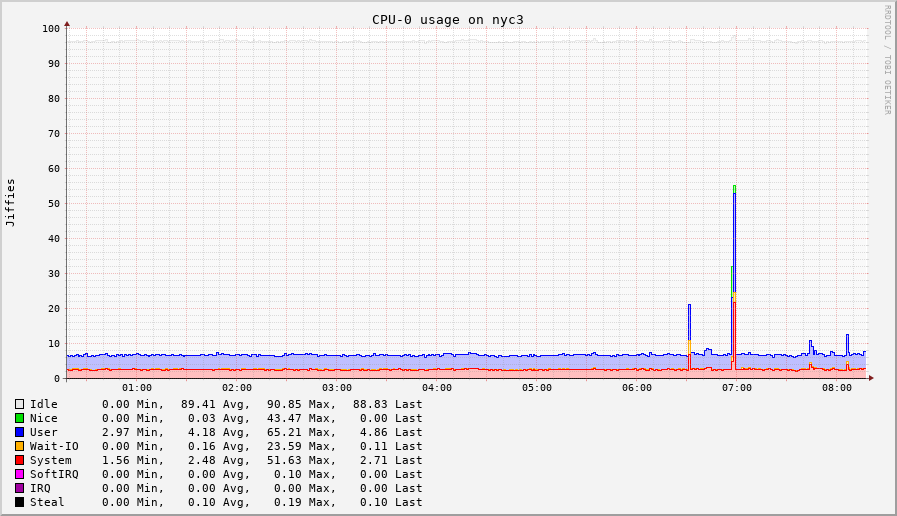 CPU-0 usage on nyc3
RRDTOOL / TOBI OETIKER
Jiffies
100
90
80
70
60
50
40
30
20
10
0
01:00 02:00 03:00 04:00 05:00 06:00 07:00 08:00
Idle 0.00 Min, 89.41 Avg, 90.85 Max, 88.83 Last
Nice 0.00 Min, 0.03 Avg, 43.47 Max, 0.00 Last
User 2.97 Min, 4.18 Avg, 65.21 Max, 4.86 Last
Wait-IO 0.00 Min, 0.16 Avg, 23.59 Max, 0.11 Last
System 1.56 Min, 2.48 Avg, 51.63 Max, 2.71 Last
SoftIRQ 0.00 Min, 0.00 Avg, 0.10 Max, 0.00 Last
IRQ 0.00 Min, 0.00 Avg, 0.00 Max, 0.00 Last
Steal 0.00 Min, 0.10 Avg, 0.19 Max, 0.10 Last